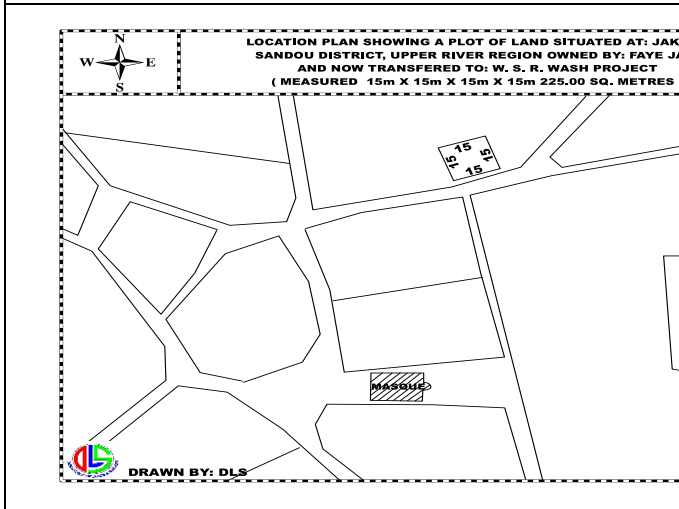 N
W E
S
LOCATION PLAN SHOWING A PLOT OF LAND SITUATED AT: JAK
SANDOU DISTRICT, UPPER RIVER REGION OWNED BY: FAYE JA
AND NOW TRANSFERED TO: W. S. R. WASH PROJECT
( MEASURED 15m X 15m X 15m X 15m 225.00 SQ. METRES
15
15 15
15
MASQUE
DLS
DRAWN BY: DLS